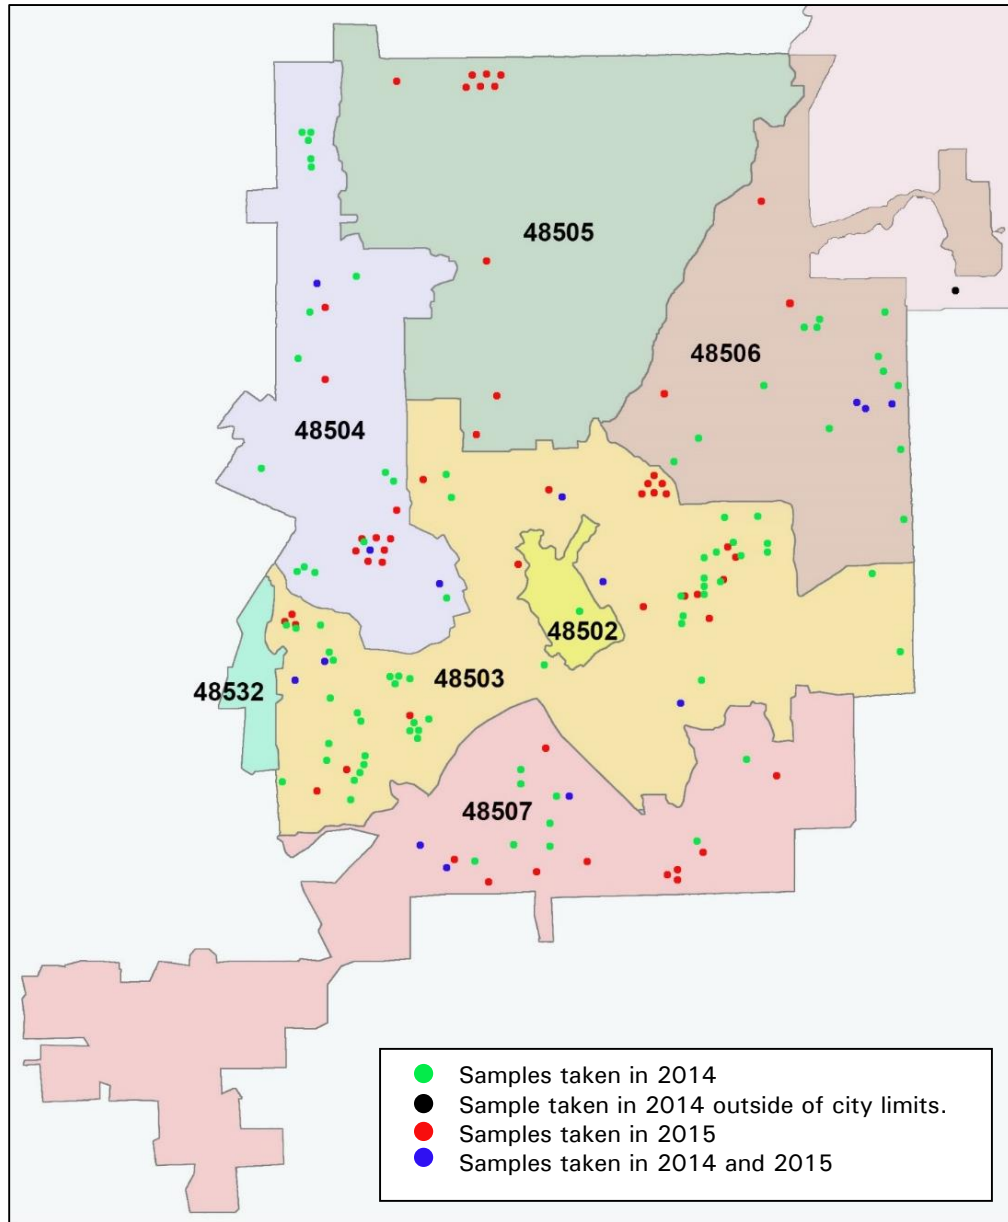 48505
48506
48504
48502
48503
48532
48507
Samples taken in 2014
Sample taken in 2014 outside of city limits.
Samples taken in 2015
Samples taken in 2014 and 2015